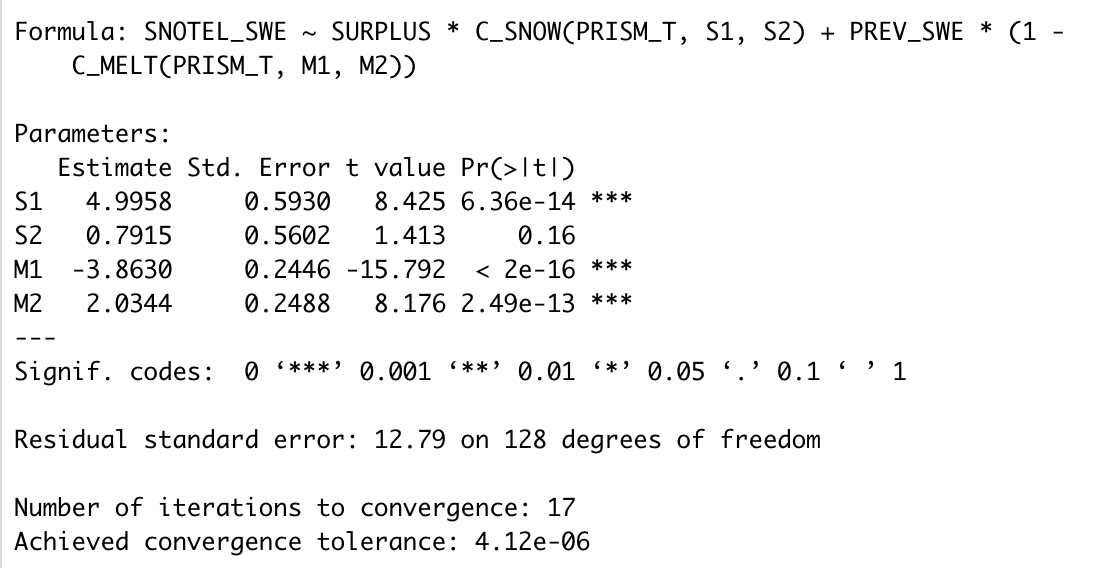 Formula: SNOTEL_SWE ~ SURPLUS * C_SNOW(PRISM_T, S1, S2) + PREV_SWE * (1 -
C_MELT(PRISM_T, M1, M2))
Parameters:
Estimate Std. Error t value Pr(>|t|)
S1 4.9958 0.5930 8.425 6.36e-14 ***
S2 0.7915 0.5602 1.413 0.16
M1 -3.8630 0.2446 -15.792 < 2e-16 ***
M2 2.0344 0.2488 8.176 2.49e-13 ***
---
Signif. codes: 0 ‘***’ 0.001 ‘**’ 0.01 ‘*’ 0.05 ‘.’ 0.1 ‘ ’ 1
Residual standard error: 12.79 on 128 degrees of freedom
Number of iterations to convergence: 17
Achieved convergence tolerance: 4.12e-06